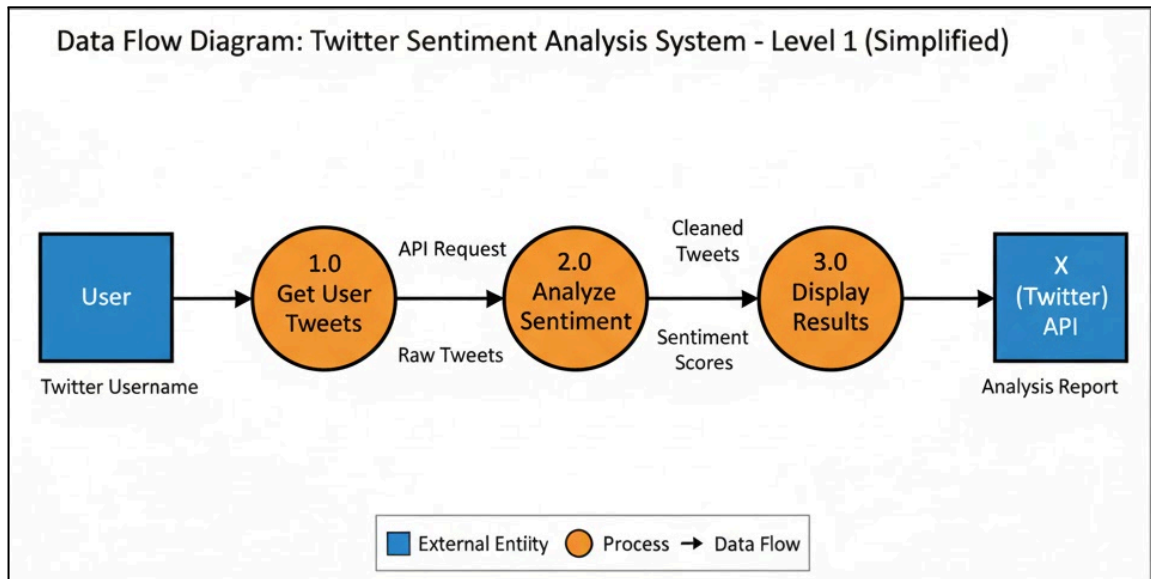 Data Flow Diagram: Twitter Sentiment Analysis System - Level 1 (Simplified)
User
Twitter Username
1.0
Get User
Tweets
API Request
Raw Tweets
2.0
Analyze
Sentiment
Cleaned
Tweets
Sentiment
Scores
3.0
Display
Results
X
(Twitter)
API
Analysis Report
External Entiity
Process
Data Flow